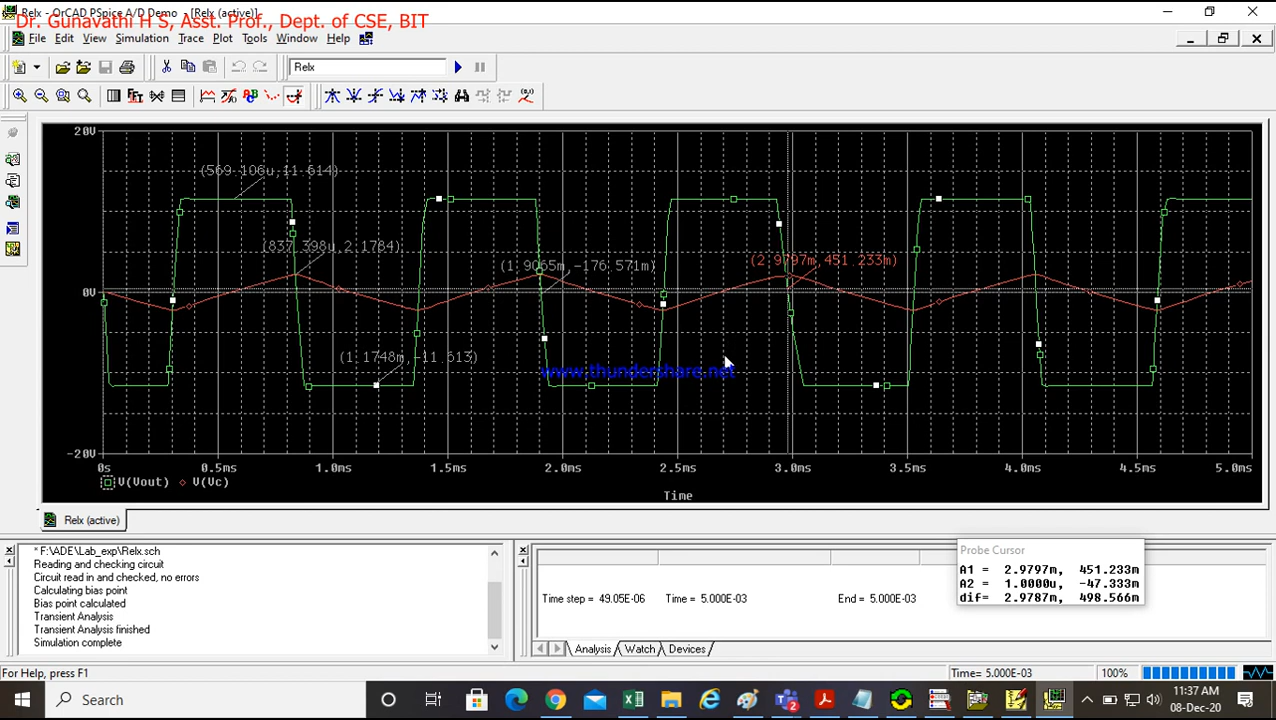 Relx - OrCAD PSpice A/D Demo - [Relx (active)]
Dr. Gunavathi H S, Asst. Prof., Dept. of CSE, BIT
File Edit View Simulation Trace Plot Tools Window Help
Relx
20V
(569.106u,11.614)
(837.398u,2.1784)
(1.9065m,-176.571m)
(2.9797m,451.233m)
0V
(1.1748m,-11.613)
www.thundershare.net
-20V
0s 0.5ms 1.0ms 1.5ms 2.0ms 2.5ms 3.0ms 3.5ms 4.0ms 4.5ms 5.0ms
V(Vout) V(Vc)
Time
Relx (active)
* F:\ADE\Lab_exp\Relx.sch
Reading and checking circuit
Circuit read in and checked, no errors
Calculating bias point
Bias point calculated
Transient Analysis
Transient Analysis finished
Simulation complete
Time step = 49.05E-06 Time = 5.000E-03 End = 5.000E-03
Probe Cursor
A1 = 2.9797m, 451.233m
A2 = 1.0000u, -47.333m
dif= 2.9787m, 498.566m
Analysis Watch Devices
For Help, press F1
Time= 5.000E-03 100%
Search
11:37 AM
08-Dec-20